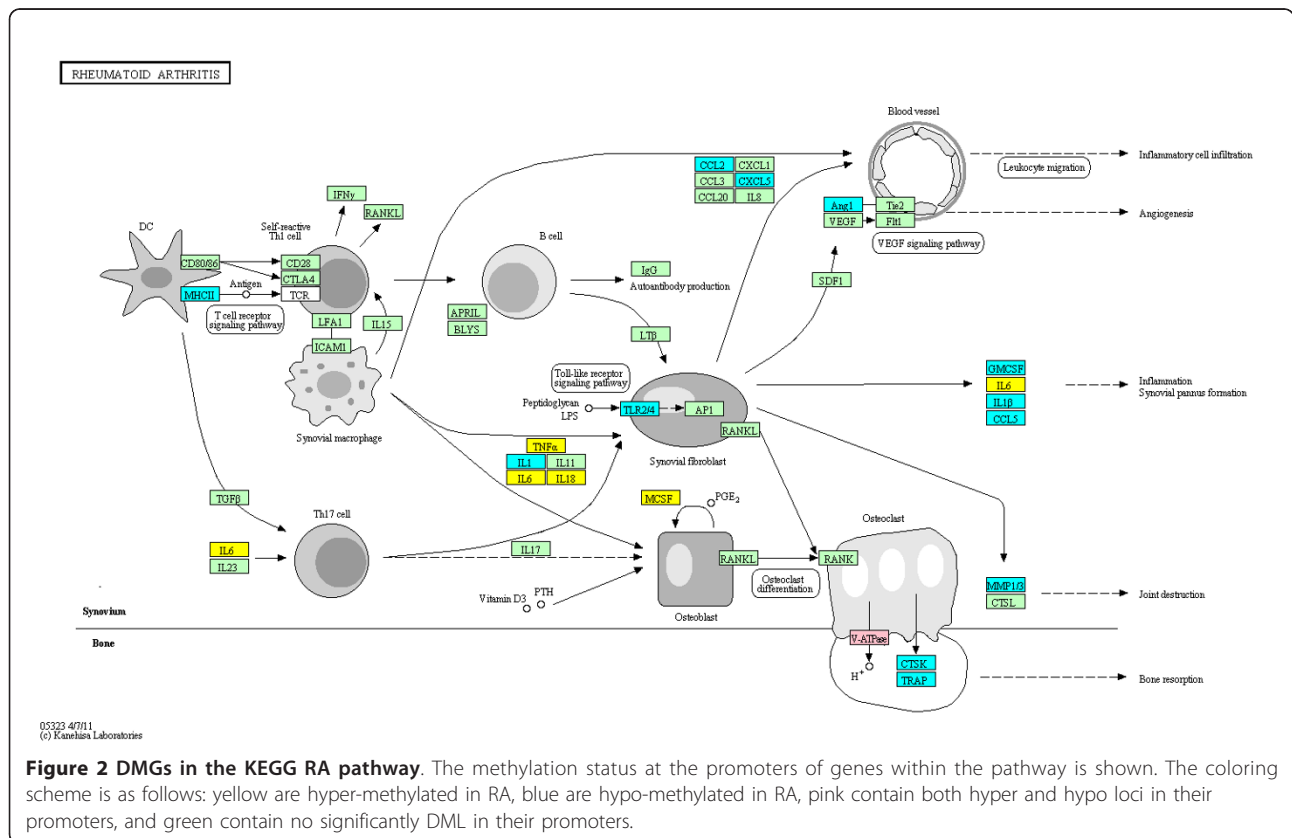 RHEUMATOID ARTHRITIS
Blood vessel
Inflammatory cell infiltration
Leukocyte migration
CCL2 CXCL1
CCL3 CXCL5
CCL20 IL8
Ang1 Tie2
VEGF Flt1
Angiogenesis
VEGF signaling pathway
IFNγ
RANKL
DC
Self-reactive
Th1 cell
B cell
CD80/86
CD28
CTLA4
MHCII
Antigen
TCR
T cell receptor
signaling pathway
LFA1
IL15
ICAM1
Synovial macrophage
IgG
Autoantibody production
APRIL
BLYS
LTβ
SDF1
Toll-like receptor
signaling pathway
Peptidoglycan
LPS
TLR2/4
AP1
RANKL
Synovial fibroblast
GMCSF
IL6
IL1β
CCL5
Inflammation
Synovial pannus formation
TNFα
IL1 IL11
IL6 IL18
TGFβ
Th17 cell
IL6
IL23
IL17
MCSF
PGE2
Osteoclast
RANKL
RANK
Osteoclast
differentiation
Vitamin D3
PTH
Osteoblast
MMP1/3
CTSL
Joint destruction
Synovium
Bone
V-ATPase
H+
CTSK
TRAP
Bone resorption
05323 4/7/11
(c) Kanehisa Laboratories
Figure 2 DMGs in the KEGG RA pathway. The methylation status at the promoters of genes within the pathway is shown. The coloring
scheme is as follows: yellow are hyper-methylated in RA, blue are hypo-methylated in RA, pink contain both hyper and hypo loci in their
promoters, and green contain no significantly DML in their promoters.